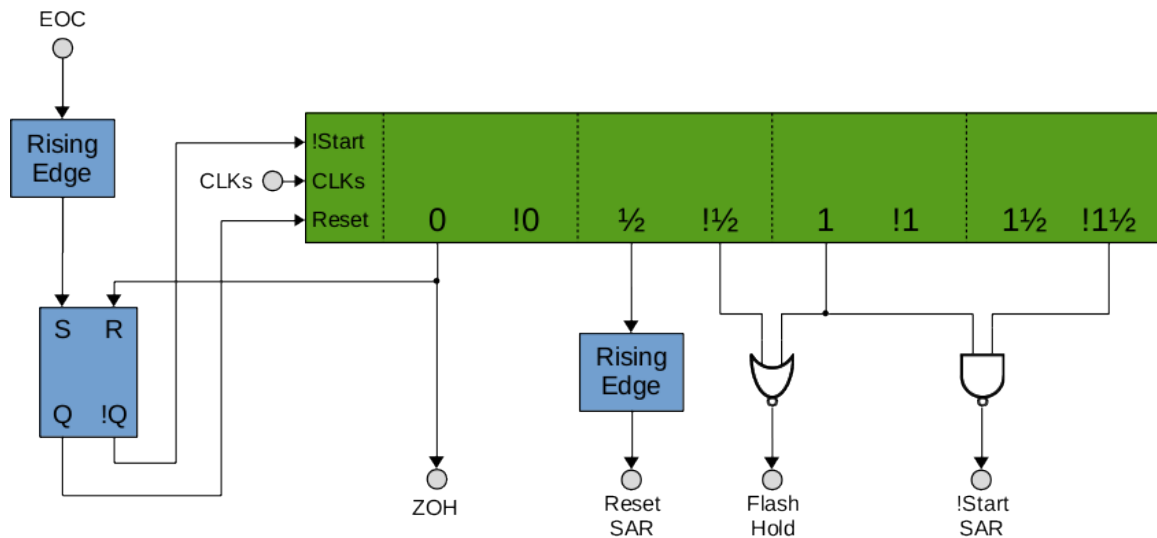 EOC
Rising
Edge
!Start
CLKs
CLKs
Reset
0 !0 ½ !½ 1 !1 1½ !1½
S R
Q !Q
Rising
Edge
ZOH
Reset
SAR
Flash
Hold
!Start
SAR